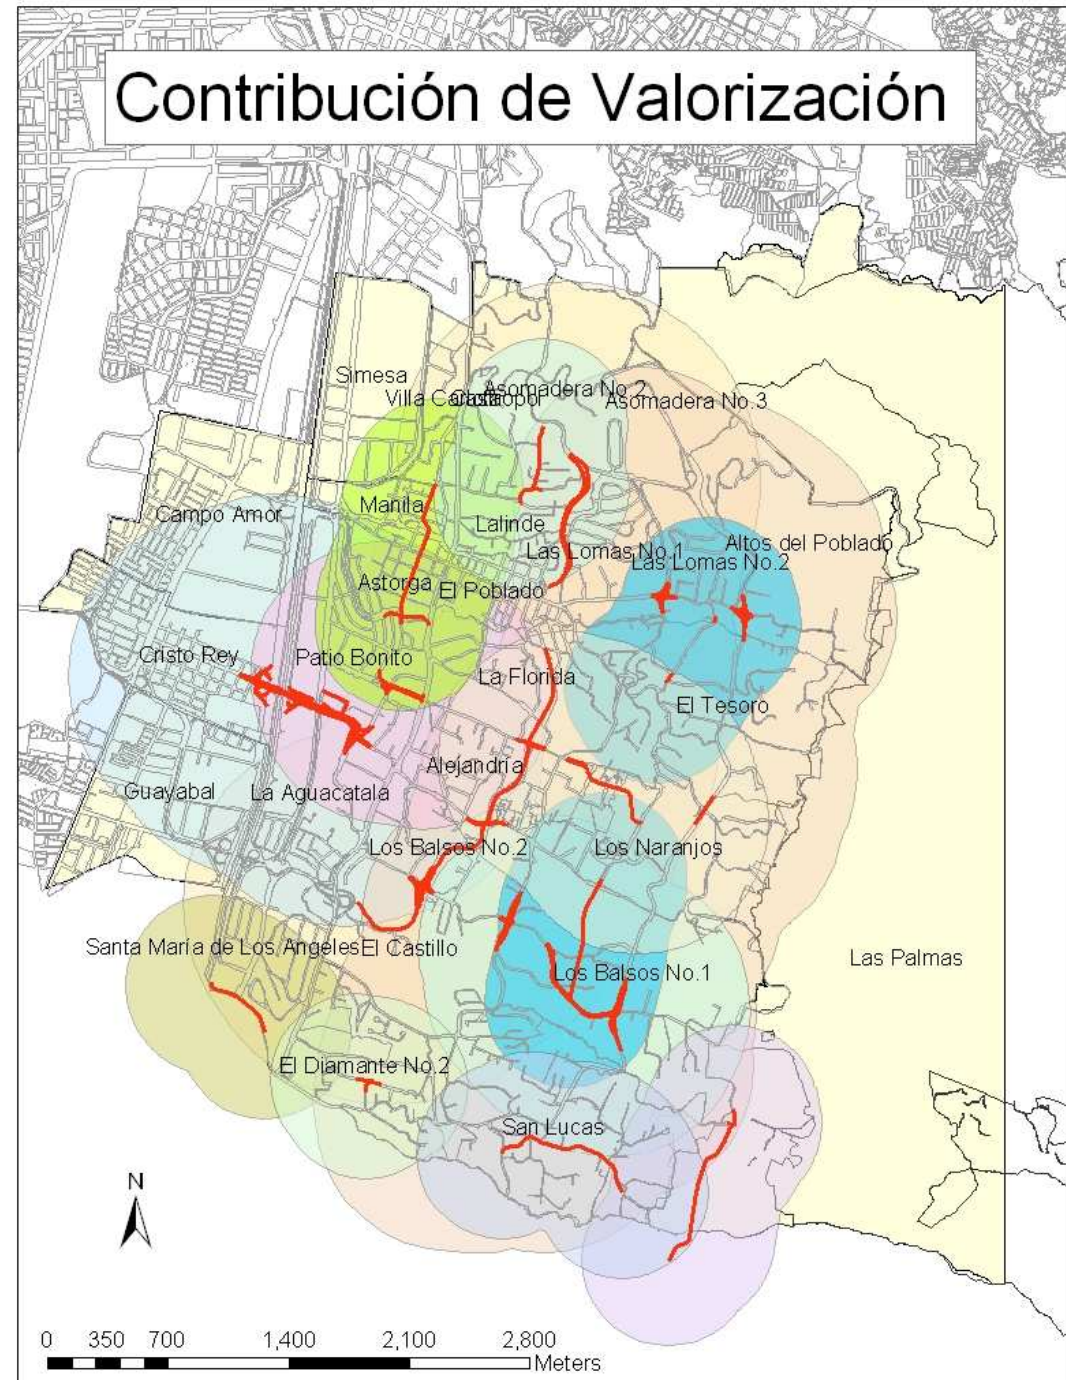 Contribución de Valorización
Simesa
Asomadera No.2
Villa Carlota
Asomadera No.3
Manila
Campo Amor
Lalinde
Altos del Poblado
Las Lomas No.1
Las Lomas No.2
Astorga
El Poblado
Cristo Rey
Patio Bonito
La Florida
El Tesoro
Alejandría
Guayabal
La Aguacatala
Los Balsos No.2
Los Naranjos
Santa María de Los Angeles
El Castillo
Las Palmas
Los Balsos No.1
El Diamante No.2
San Lucas
N
0 350 700 1,400 2,100 2,800
Meters